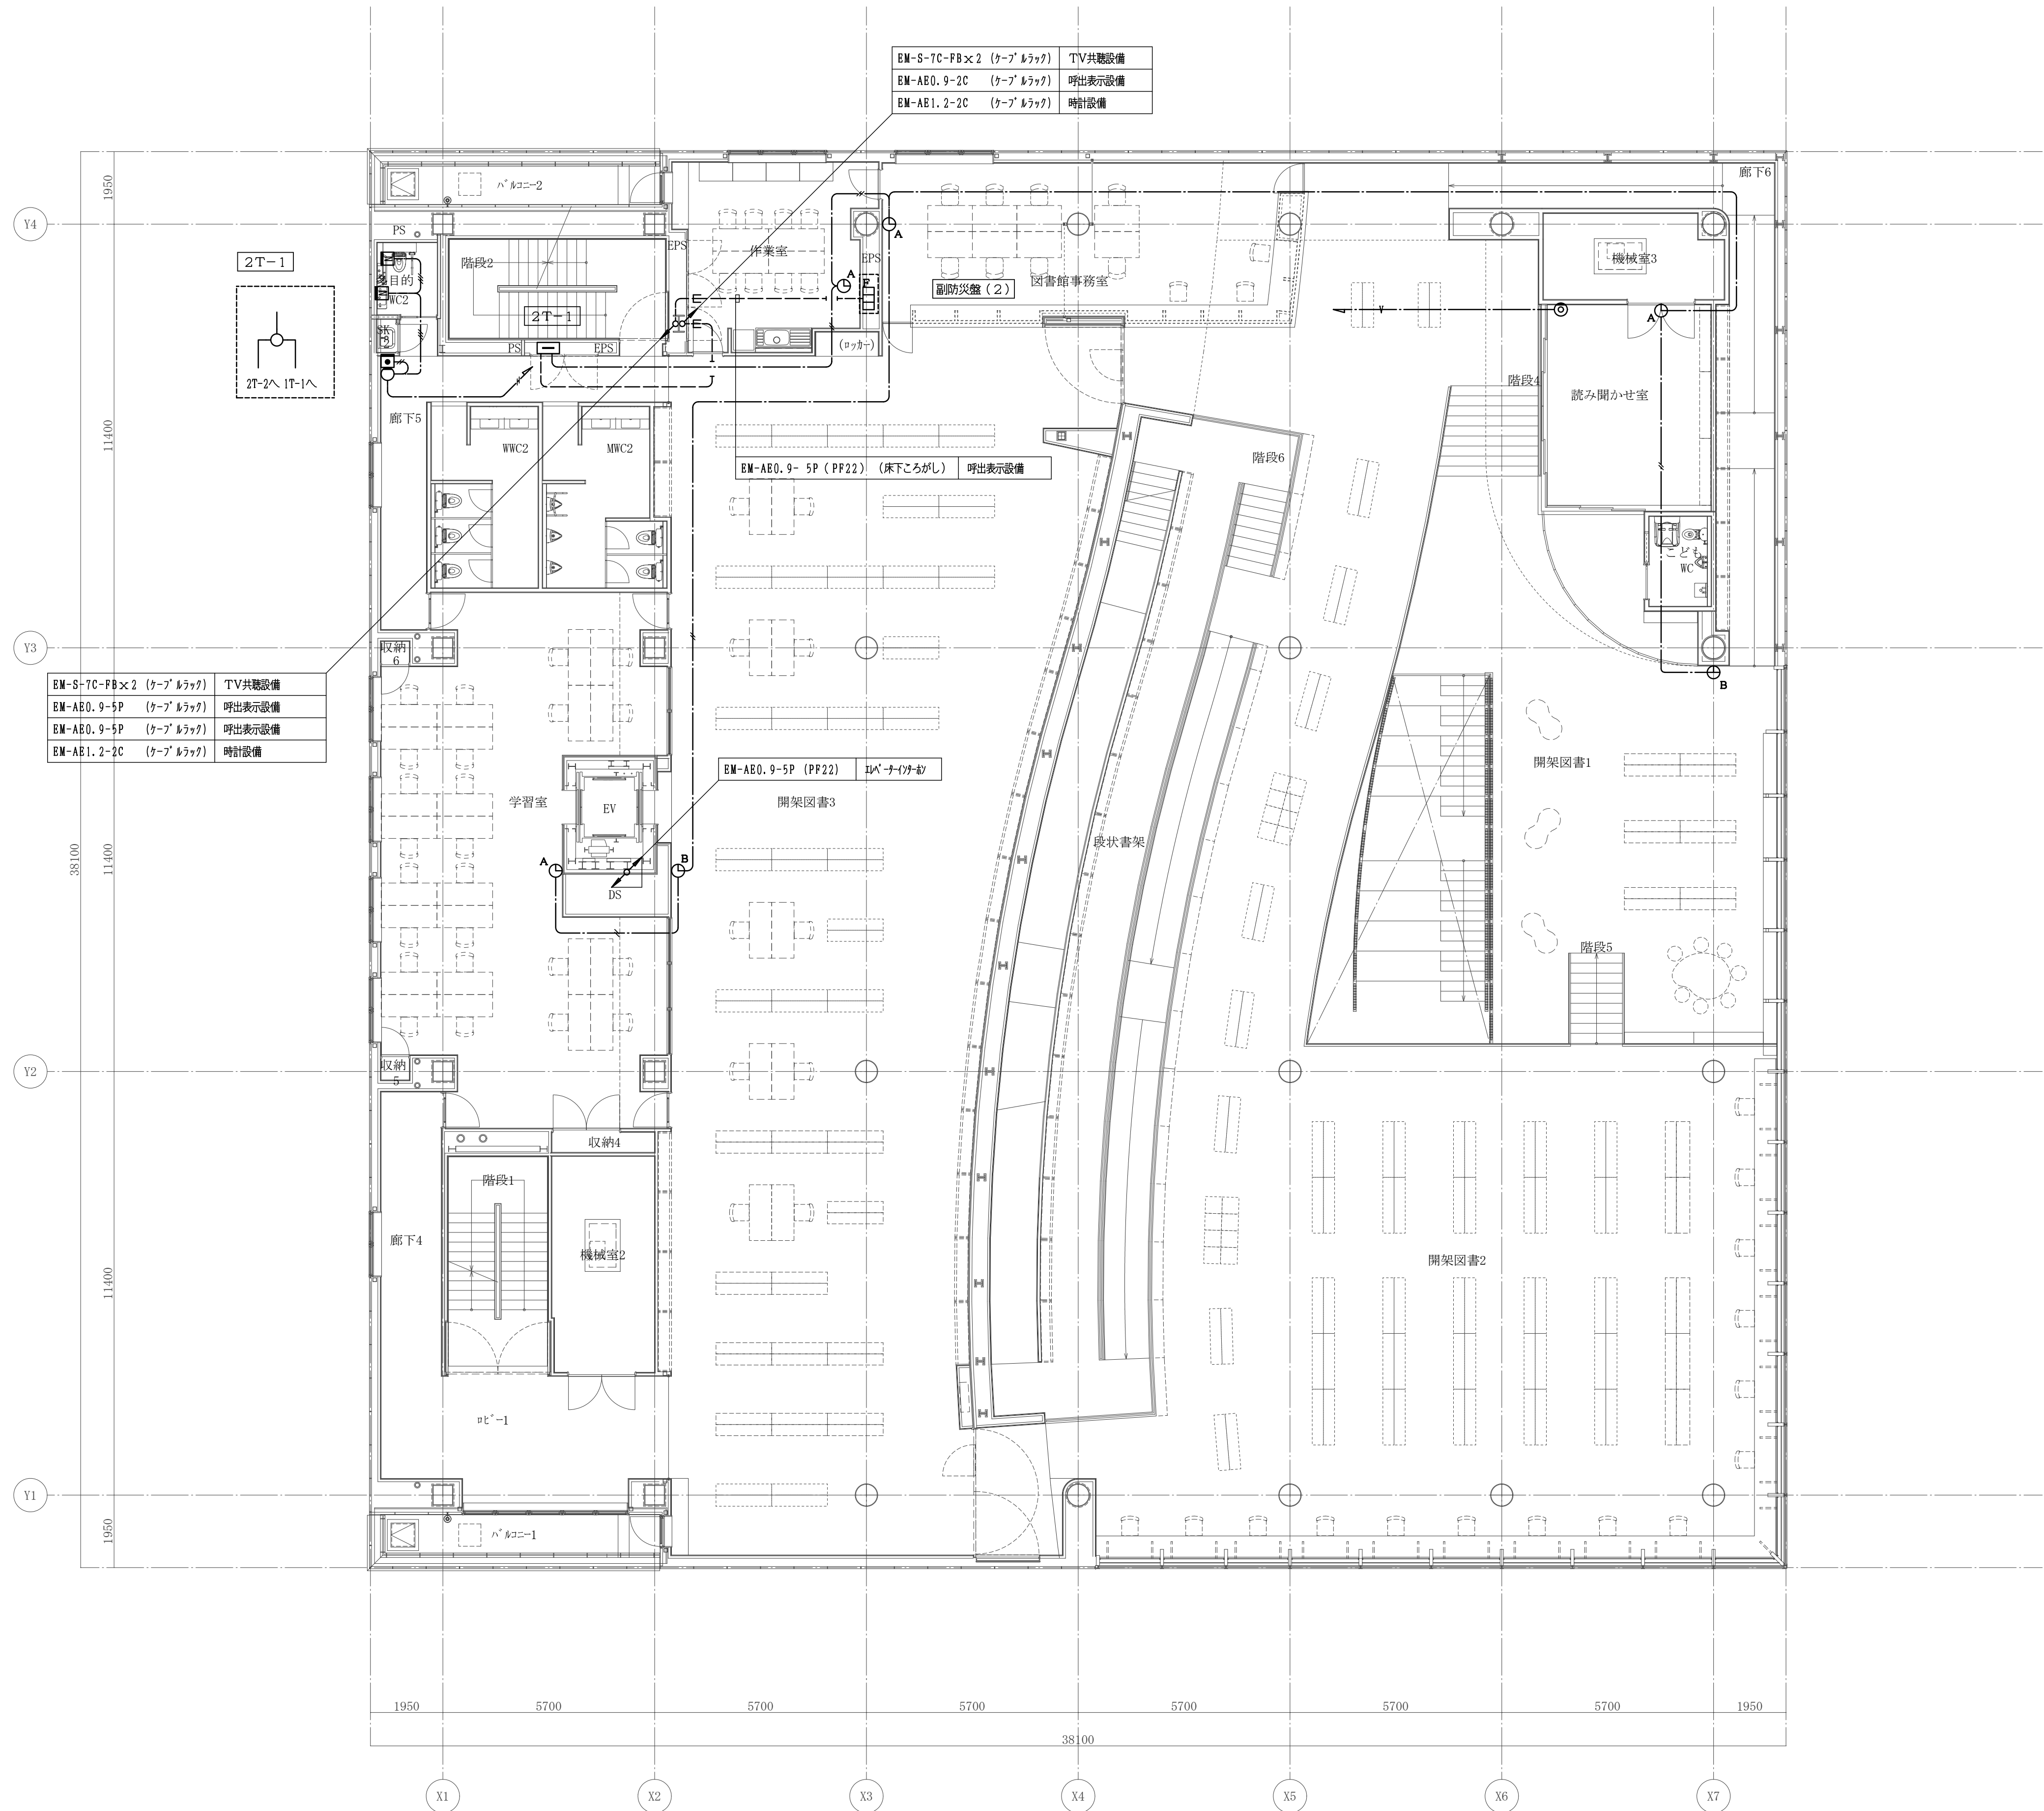 EM-S-7C-FB×2 (ｹｰﾌﾞﾙﾗｯｸ) TV共聴設備
EM-AE0.9-2C (ｹｰﾌﾞﾙﾗｯｸ) 呼出表示設備
EM-AE1.2-2C (ｹｰﾌﾞﾙﾗｯｸ) 時計設備
1950
ﾊﾞﾙｺﾆｰ2
廊下6
Y4
PS
EPS
作業室
A
2T-1
階段2
EPS
機械室3
WC2
A
F
図書館事務室
副防災盤(2)
2T-1
A
SK
PS
EPS
(ﾛｯｶｰ)
2T-2へ 1T-1へ
V
階段4
読み聞かせ室
廊下5
11400
WWC2
MWC2
階段6
EM-AE0.9- 5P (PF22) (床下ころがし) 呼出表示設備
こども
WC
Y3
収納
6
B
EM-S-7C-FB×2 (ｹｰﾌﾞﾙﾗｯｸ) TV共聴設備
EM-AE0.9-5P (ｹｰﾌﾞﾙﾗｯｸ) 呼出表示設備
EM-AE0.9-5P (ｹｰﾌﾞﾙﾗｯｸ) 呼出表示設備
EM-AE1.2-2C (ｹｰﾌﾞﾙﾗｯｸ) 時計設備
EM-AE0.9-5P (PF22) ｴﾚﾍﾞｰﾀｰｲﾝﾀｰﾎﾝ
開架図書1
学習室
EV
開架図書3
38100
11400
段状書架
A
B
DS
階段5
Y2
収納
5
収納4
階段1
廊下4
機械室2
開架図書2
11400
ﾛﾋﾞｰ1
Y1
ﾊﾞﾙｺﾆｰ1
1950
1950
5700
5700
5700
5700
5700
5700
1950
38100
X1
X2
X3
X4
X5
X6
X7